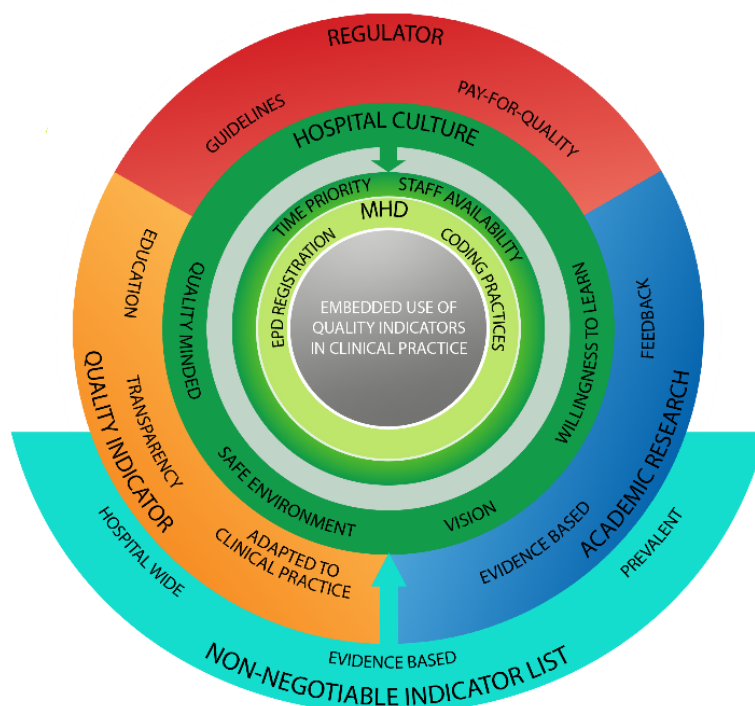 REGULATOR
GUIDELINES
PAY-FOR-QUALITY
HOSPITAL CULTURE
TIME PRIORITY
STAFF AVAILABILITY
MHD
EPD REGISTRATION
CODING PRACTICES
EMBEDDED USE OF
QUALITY INDICATORS
IN CLINICAL PRACTICE
QUALITY MINDED
WILLINGNESS TO LEARN
SAFE ENVIRONMENT
VISION
EDUCATION
QUALITY INDICATOR
TRANSPARENCY
ADAPTED TO
CLINICAL PRACTICE
FEEDBACK
ACADEMIC RESEARCH
EVIDENCE BASED
HOSPITAL WIDE
PREVALENT
EVIDENCE BASED
NON-NEGOTIABLE INDICATOR LIST